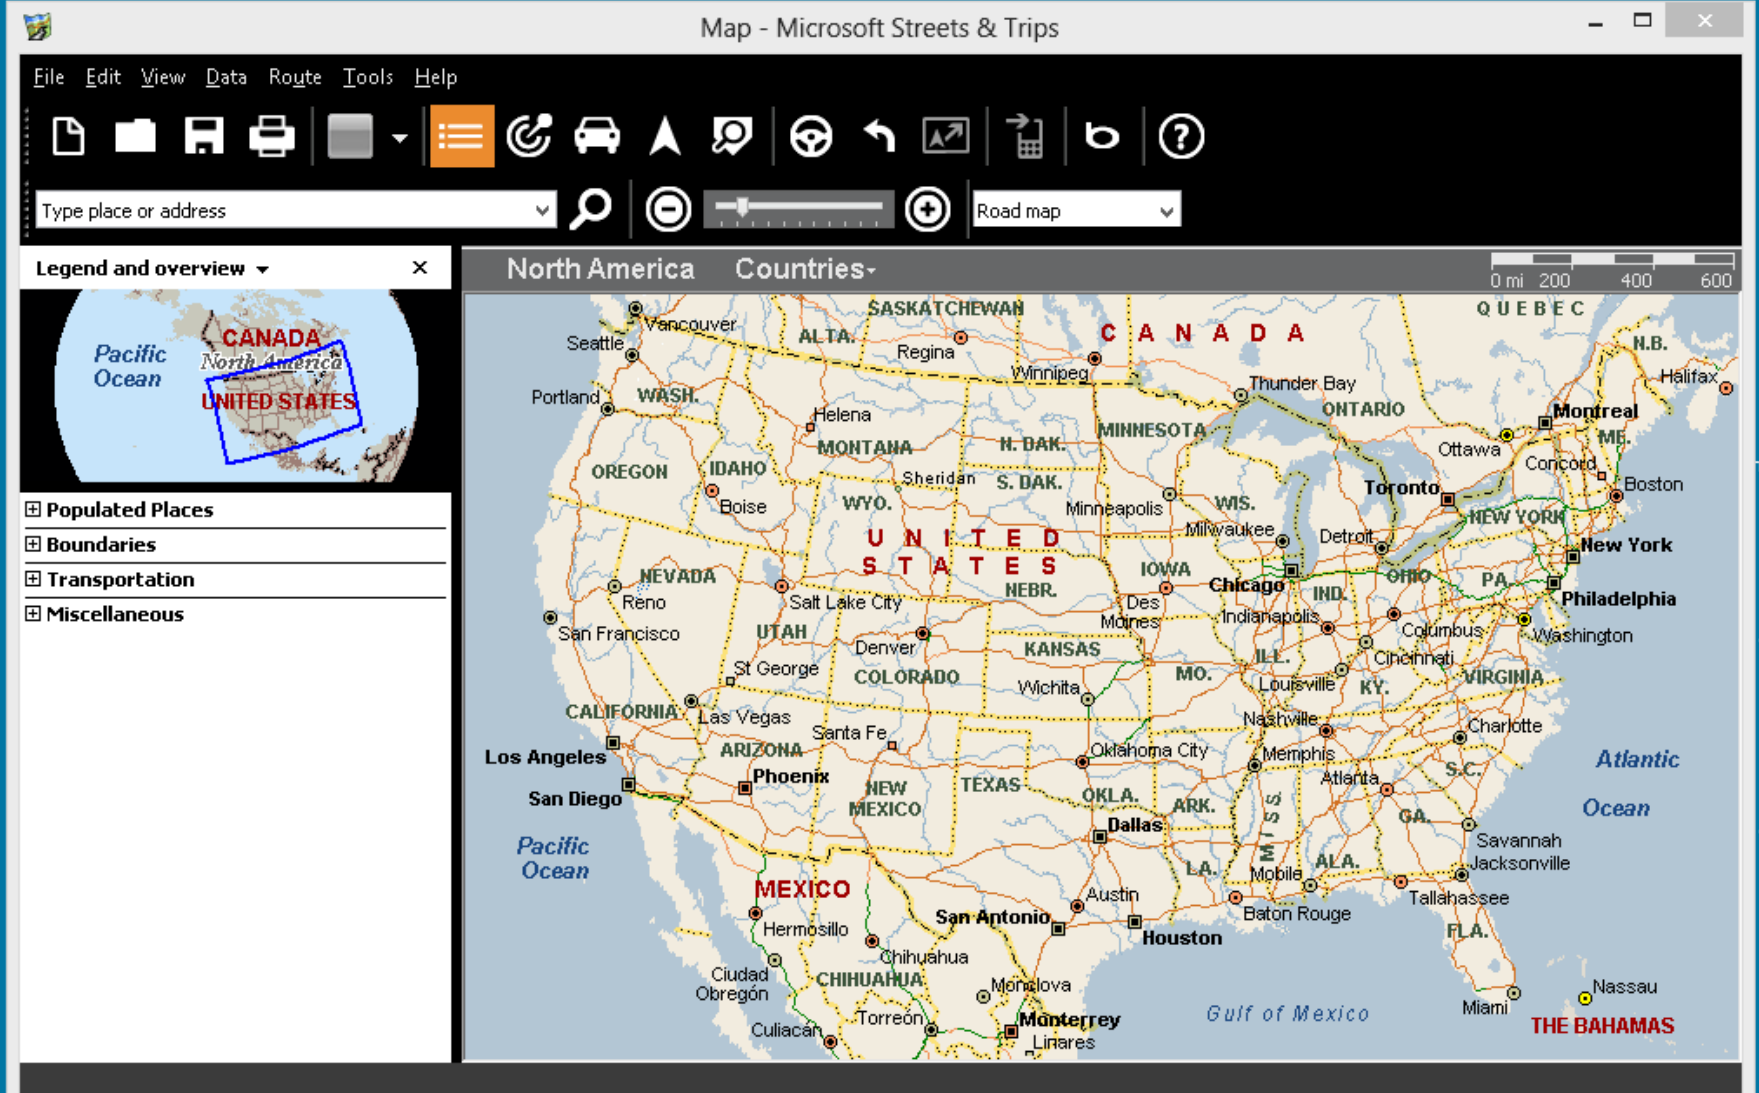 Map - Microsoft Streets & Trips
File Edit View Data Route Tools Help
Type place or address
Road map
Legend and overview
North America Countries
0 mi 200 400 600
CANADA
North America
Pacific
Ocean
UNITED STATES
Populated Places
Boundaries
Transportation
Miscellaneous
SASKATCHEWAN
QUEBEC
Vancouver
ALTA.
CANADA
N.B.
Seattle
Regina
Winnipeg
Halifax
Thunder Bay
Portland
WASH.
ONTARIO
Montreal
Helena
MONTANA
N. DAK.
MINNESOTA
Ottawa
ME.
Concord
OREGON
IDAHO
Sheridan
S. DAK.
Toronto
Boston
Boise
WYO.
Minneapolis
WIS.
NEW YORK
Milwaukee
Detroit
UNITED
STATES
New York
NEVADA
IOWA
Chicago
OHIO
PA.
NEBR.
IND.
Reno
Salt Lake City
Des
Moines
Philadelphia
San Francisco
UTAH
Denver
Indianapolis
Columbus
Washington
KANSAS
ILL.
Cincinnati
St George
COLORADO
MO.
Wichita
Louisville
KY.
VIRGINIA
CALIFORNIA
Las Vegas
Santa Fe
Nashville
Charlotte
Los Angeles
ARIZONA
Oklahoma City
Memphis
Atlantic
Ocean
Phoenix
Atlanta
S.C.
San Diego
NEW
MEXICO
TEXAS
OKLA.
ARK.
MISS.
GA.
Dallas
Savannah
Pacific
Ocean
LA.
ALA.
Jacksonville
Mobile
MEXICO
Austin
Tallahassee
San Antonio
Baton Rouge
Hermosillo
Houston
FLA.
Chihuahua
Ciudad
Obregón
CHIHUAHUA
Monclova
Nassau
Miami
Gulf of Mexico
Culiacán
Torreón
Monterrey
THE BAHAMAS
Linares